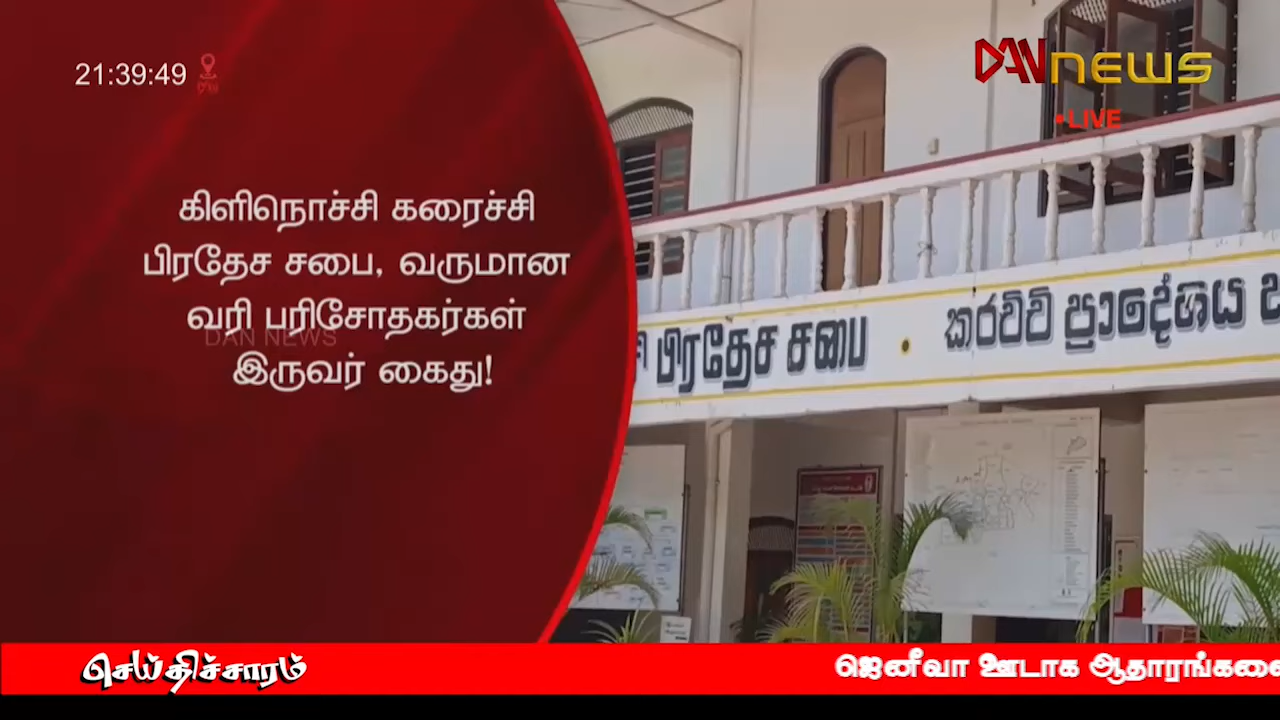 21:39:49
DAN NEWS
• LIVE
கிளிநொச்சி கரைச்சி
பிரதேச சபை, வருமான
வரி பரிசோதகர்கள்
DAN NEWS
இருவர் கைது!
பிரதேச சபை • කරච්චි ප්‍රාදේශීය
செய்திச்சாரம்
ஜெனீவா ஊடாக ஆதாரங்களை